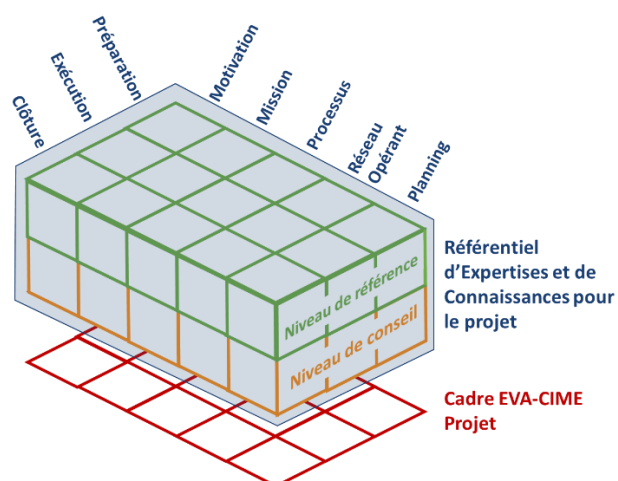 Clôture
Exécution
Préparation
Motivation
Mission
Processus
Réseau
Opérant
Planning
Référentiel
d’Expertises et de
Connaissances pour
le projet
Niveau de référence
Niveau de conseil
Cadre EVA-CIME
Projet